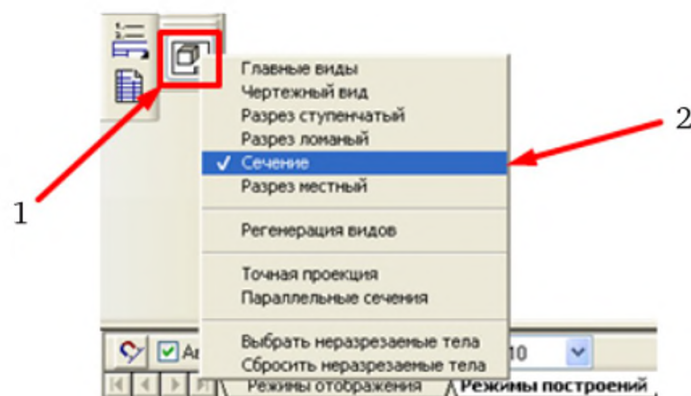 Главные виды
Чертежный вид
Разрез ступенчатый
Разрез ломаный
2
Сечение
Разрез местный
1
Регенерация видов
Точная проекция
Параллельные сечения
Выбрать неразрезаемые тела
10
Сбросить неразрезаемые тела
Режимы отображения
Режимы построений